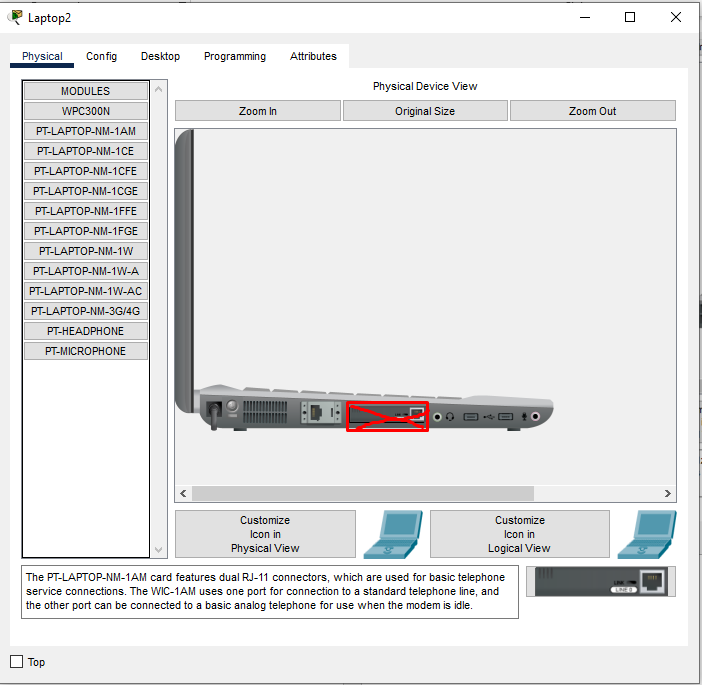 Laptop2
Physical
Config
Desktop
Programming
Attributes
MODULES
WPC300N
PT-LAPTOP-NM-1AM
PT-LAPTOP-NM-1CE
PT-LAPTOP-NM-1CFE
PT-LAPTOP-NM-1CGE
PT-LAPTOP-NM-1FFE
PT-LAPTOP-NM-1FGE
PT-LAPTOP-NM-1W
PT-LAPTOP-NM-1W-A
PT-LAPTOP-NM-1W-AC
PT-LAPTOP-NM-3G/4G
PT-HEADPHONE
PT-MICROPHONE
Physical Device View
Zoom In
Original Size
Zoom Out
Customize
Icon in
Physical View
Customize
Icon in
Logical View
The PT-LAPTOP-NM-1AM card features dual RJ-11 connectors, which are used for basic telephone
service connections. The WIC-1AM uses one port for connection to a standard telephone line, and
the other port can be connected to a basic analog telephone for use when the modem is idle.
Top